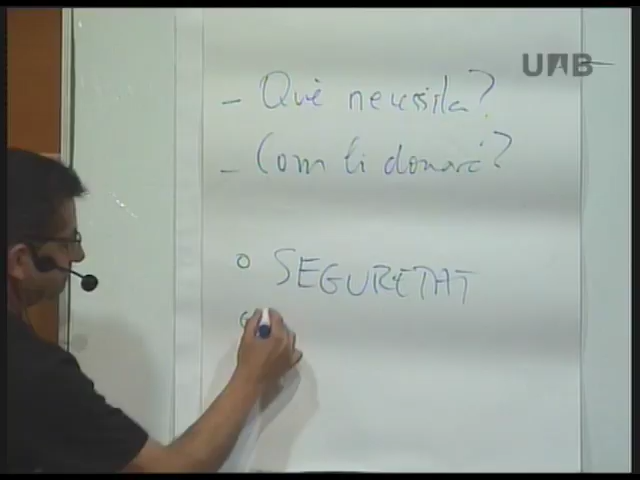 UAB
- Què necessita?
- Com li donaré?
o SEGURETAT